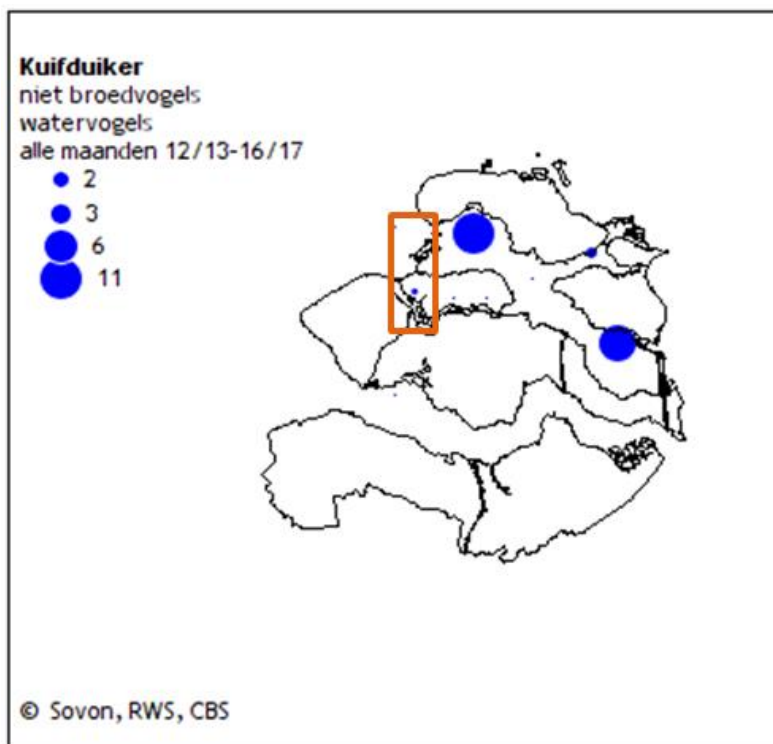 Kuifduiker
niet broedvogels
watervogels
alle maanden 12/13-16/17
2
3
6
11
© Sovon, RWS, CBS